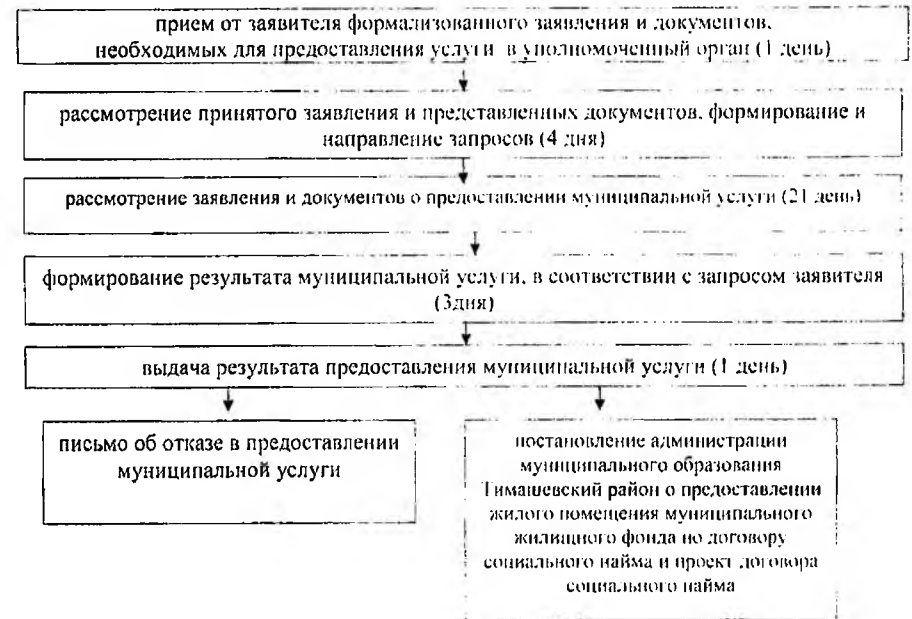 прием от заявителя формализованного заявления и документов,
необходимых для предоставления услуги в уполномоченный орган (1 день)
рассмотрение принятого заявления и представленных документов, формирование и
направление запросов (4 дня)
рассмотрение заявления и документов о предоставлении муниципальной услуги (21 день)
формирование результата муниципальной услуги, в соответствии с запросом заявителя
(3дня)
выдача результата предоставления муниципальной услуги (1 день)
письмо об отказе в предоставлении
муниципальной услуги
постановление администрации
муниципального образования
Тимашевский район о предоставлении
жилого помещения муниципального
жилищного фонда по договору
социального найма и проект договора
социального найма